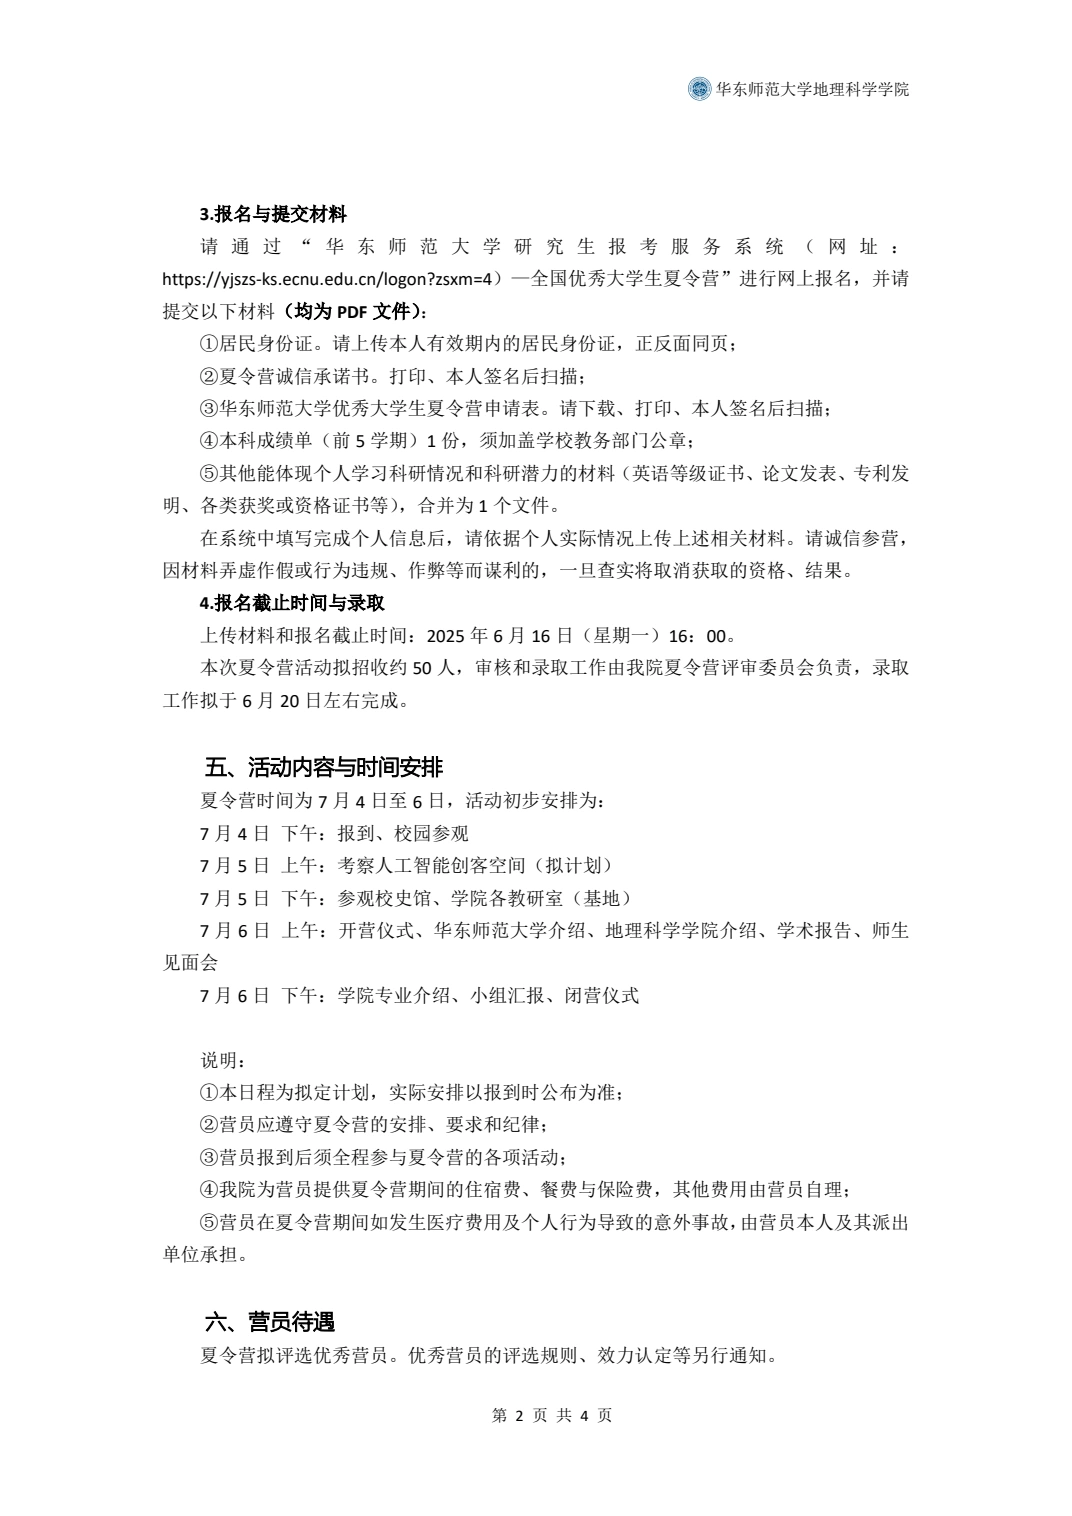 华东师范大学地理科学学院
3.报名与提交材料
请通过“华东师范大学研究生报考服务系统（网址：
https://yjszs-ks.ecnu.edu.cn/logon?zsxm=4）—全国优秀大学生夏令营”进行网上报名，并请
提交以下材料（均为 PDF 文件）：
①居民身份证。请上传本人有效期内的居民身份证，正反面同页；
②夏令营诚信承诺书。打印、本人签名后扫描；
③华东师范大学优秀大学生夏令营申请表。请下载、打印、本人签名后扫描；
④本科成绩单（前 5 学期）1 份，须加盖学校教务部门公章；
⑤其他能体现个人学习科研情况和科研潜力的材料（英语等级证书、论文发表、专利发
明、各类获奖或资格证书等），合并为 1 个文件。
在系统中填写完成个人信息后，请依据个人实际情况上传上述相关材料。请诚信参营，
因材料弄虚作假或行为违规、作弊等而谋利的，一旦查实将取消获取的资格、结果。
4.报名截止时间与录取
上传材料和报名截止时间：2025 年 6 月 16 日（星期一）16：00。
本次夏令营活动拟招收约 50 人，审核和录取工作由我院夏令营评审委员会负责，录取
工作拟于 6 月 20 日左右完成。
五、活动内容与时间安排
夏令营时间为 7 月 4 日至 6 日，活动初步安排为：
7 月 4 日 下午：报到、校园参观
7 月 5 日 上午：考察人工智能创客空间（拟计划）
7 月 5 日 下午：参观校史馆、学院各教研室（基地）
7 月 6 日 上午：开营仪式、华东师范大学介绍、地理科学学院介绍、学术报告、师生
见面会
7 月 6 日 下午：学院专业介绍、小组汇报、闭营仪式
说明：
①本日程为拟定计划，实际安排以报到时公布为准；
②营员应遵守夏令营的安排、要求和纪律；
③营员报到后须全程参与夏令营的各项活动；
④我院为营员提供夏令营期间的住宿费、餐费与保险费，其他费用由营员自理；
⑤营员在夏令营期间如发生医疗费用及个人行为导致的意外事故，由营员本人及其派出
单位承担。
六、营员待遇
夏令营拟评选优秀营员。优秀营员的评选规则、效力认定等另行通知。
第 2 页 共 4 页